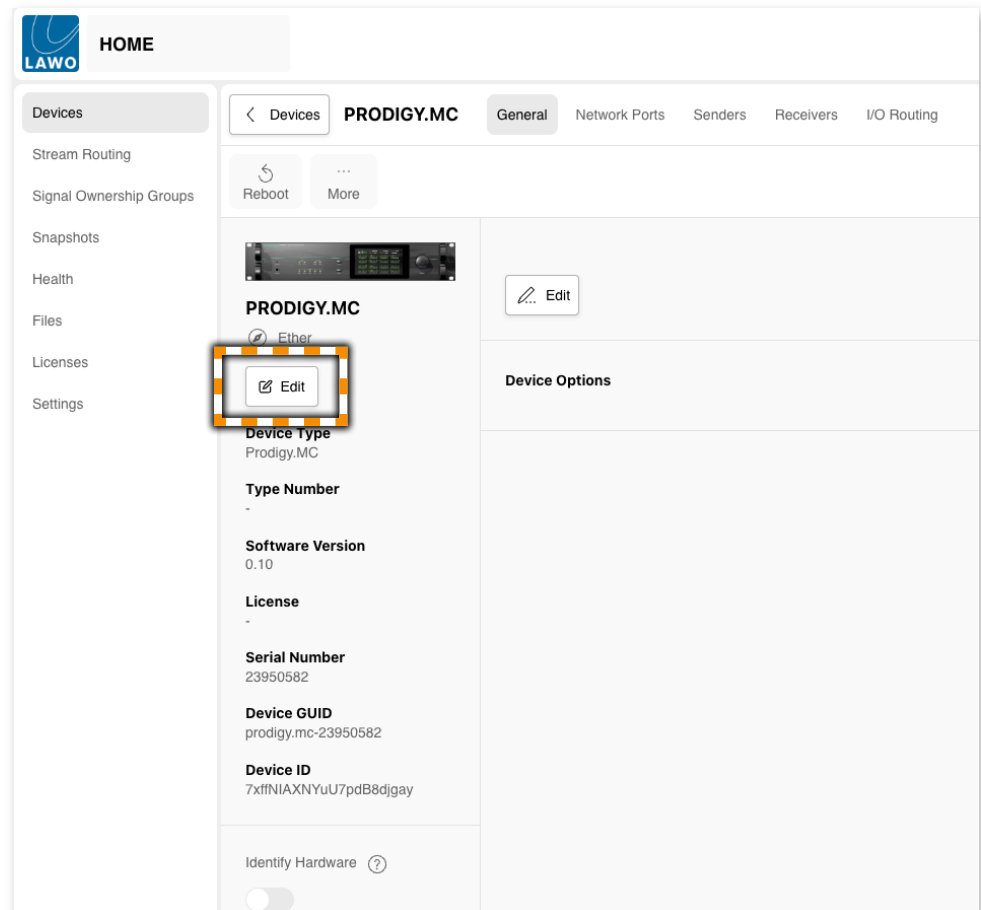 LAWO
HOME
Devices
Stream Routing
Signal Ownership Groups
Snapshots
Health
Files
Licenses
Settings
Devices
PRODIGY.MC
General
Network Ports
Senders
Receivers
I/O Routing
Reboot
... More
PRODIGY.MC
Ether
Edit
Device Type
Prodigy.MC
Type Number
-
Software Version
0.10
License
-
Serial Number
23950582
Device GUID
prodigy.mc-23950582
Device ID
7xffNIAXNYuU7pdB8djgay
Identify Hardware ?
Edit
Device Options